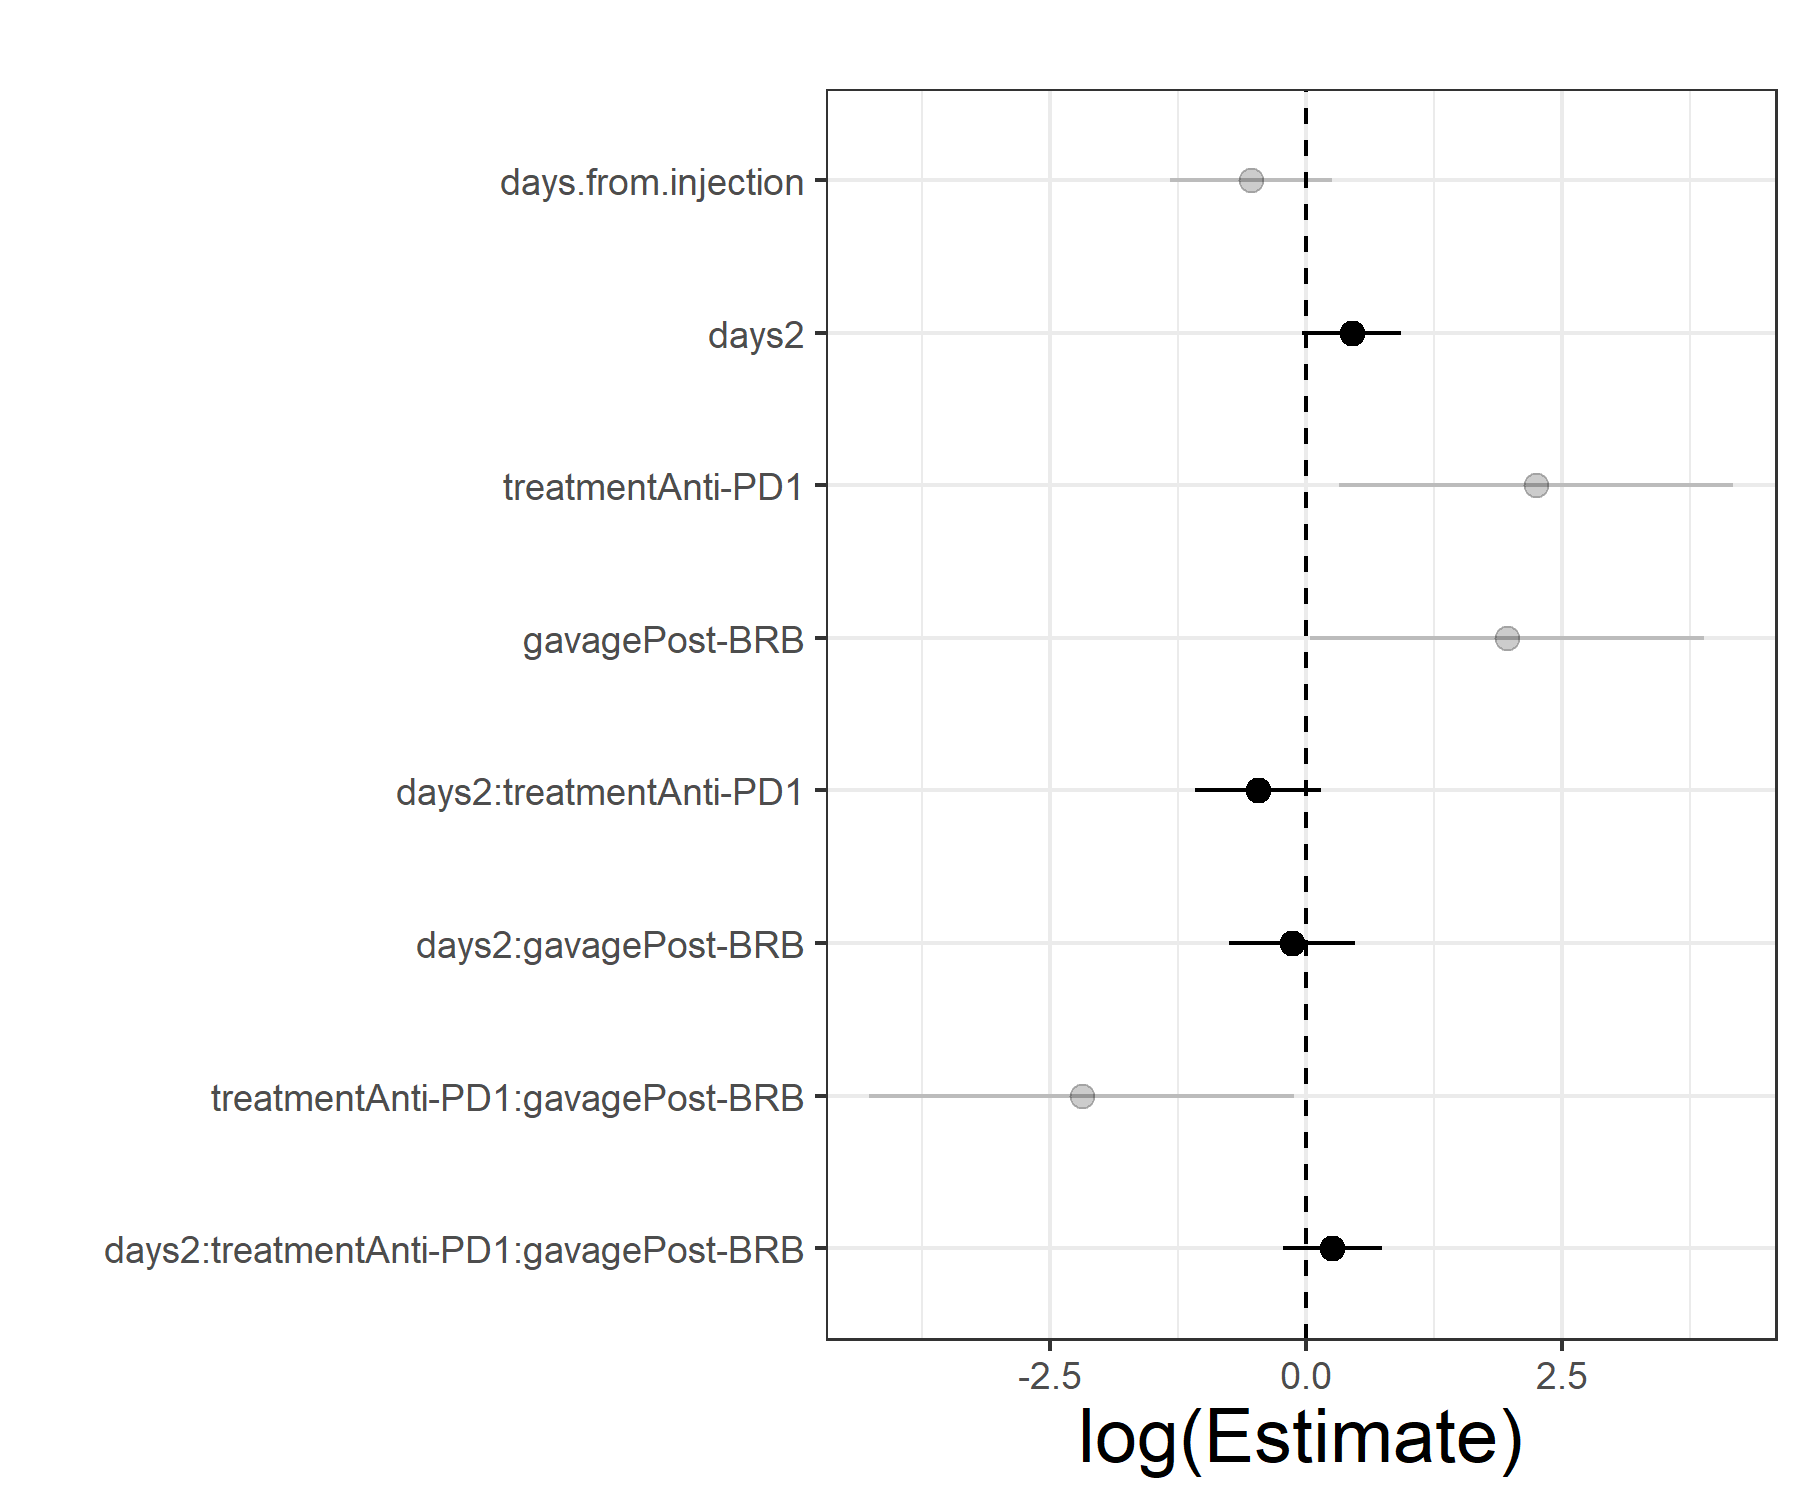 days.from.injection
days2
treatmentAnti-PD1
gavagePost-BRB
days2:treatmentAnti-PD1
days2:gavagePost-BRB
treatmentAnti-PD1:gavagePost-BRB
days2:treatmentAnti-PD1:gavagePost-BRB
-2.5 0.0 2.5
log(Estimate)